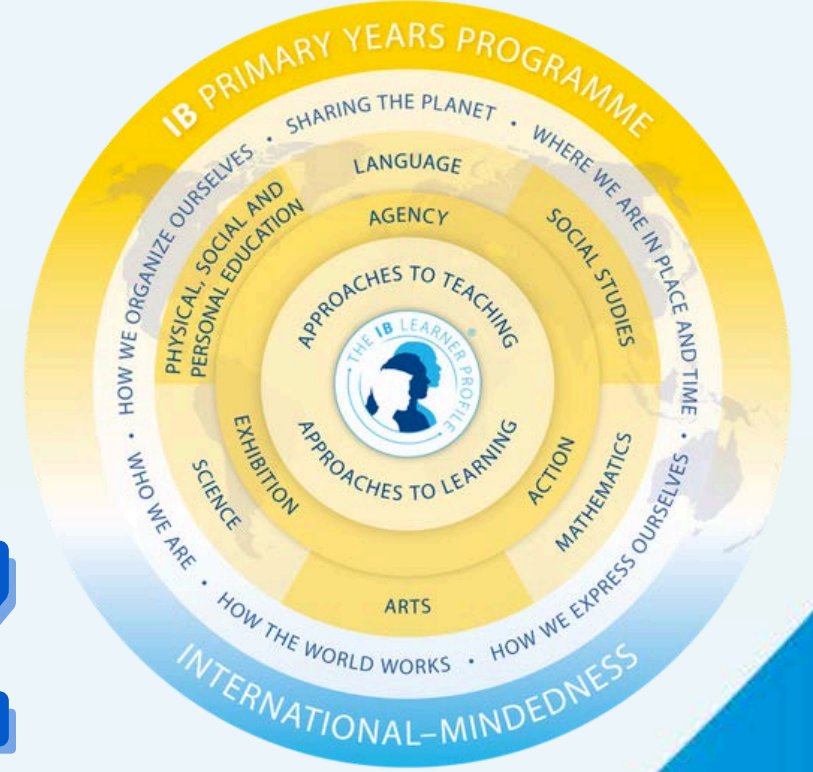 IB PRIMARY YEARS PROGRAMME
SHARING THE PLANET
WHERE WE ARE IN PLACE AND TIME
HOW WE EXPRESS OURSELVES
HOW THE WORLD WORKS
WHO WE ARE
HOW WE ORGANIZE OURSELVES
LANGUAGE
SOCIAL STUDIES
MATHEMATICS
ARTS
SCIENCE
PHYSICAL, SOCIAL AND
PERSONAL EDUCATION
AGENCY
ACTION
EXHIBITION
APPROACHES TO TEACHING
APPROACHES TO LEARNING
THE IB LEARNER PROFILE
®
INTERNATIONAL–MINDEDNESS